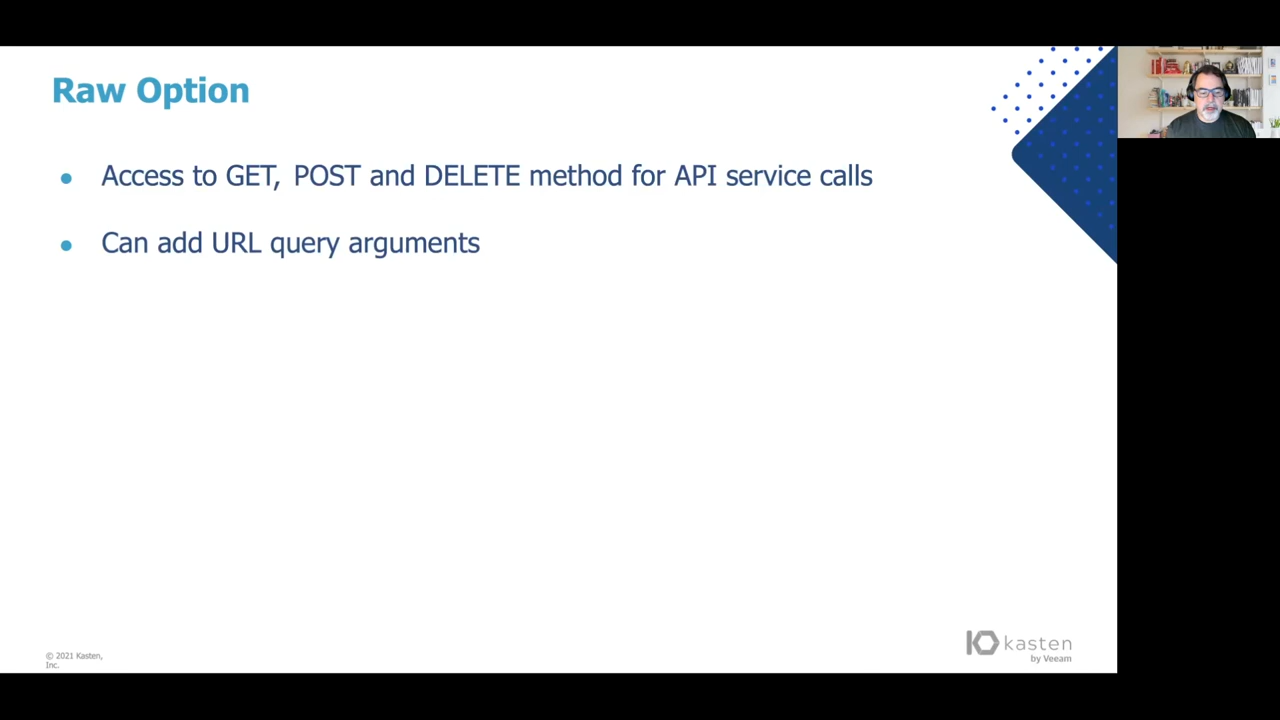 Raw Option
Access to GET, POST and DELETE method for API service calls
Can add URL query arguments
© 2021 Kasten,
Inc.
kasten
by Veeam